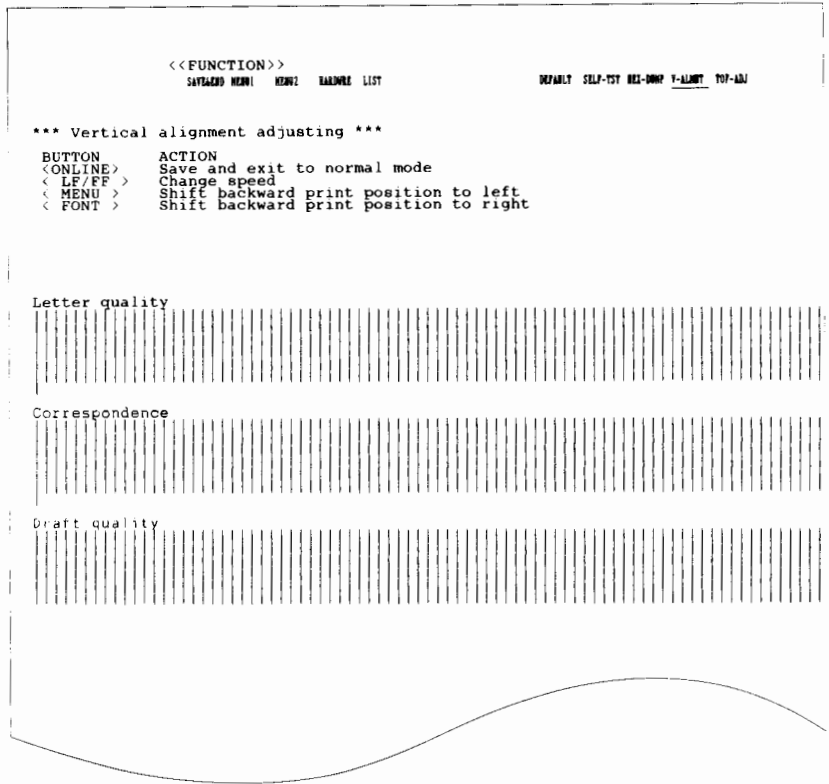 <<FUNCTION>>
SAVE&END MENU1 MENU2 HARDWRE LIST DEFAULT SELF-TST HEX-DUMP V-ALMNT TOP-ADJ
*** Vertical alignment adjusting ***
BUTTON ACTION
<ONLINE> Save and exit to normal mode
< LF/FF > Change speed
< MENU > Shift backward print position to left
< FONT > Shift backward print position to right
Letter quality
Correspondence
Draft quality